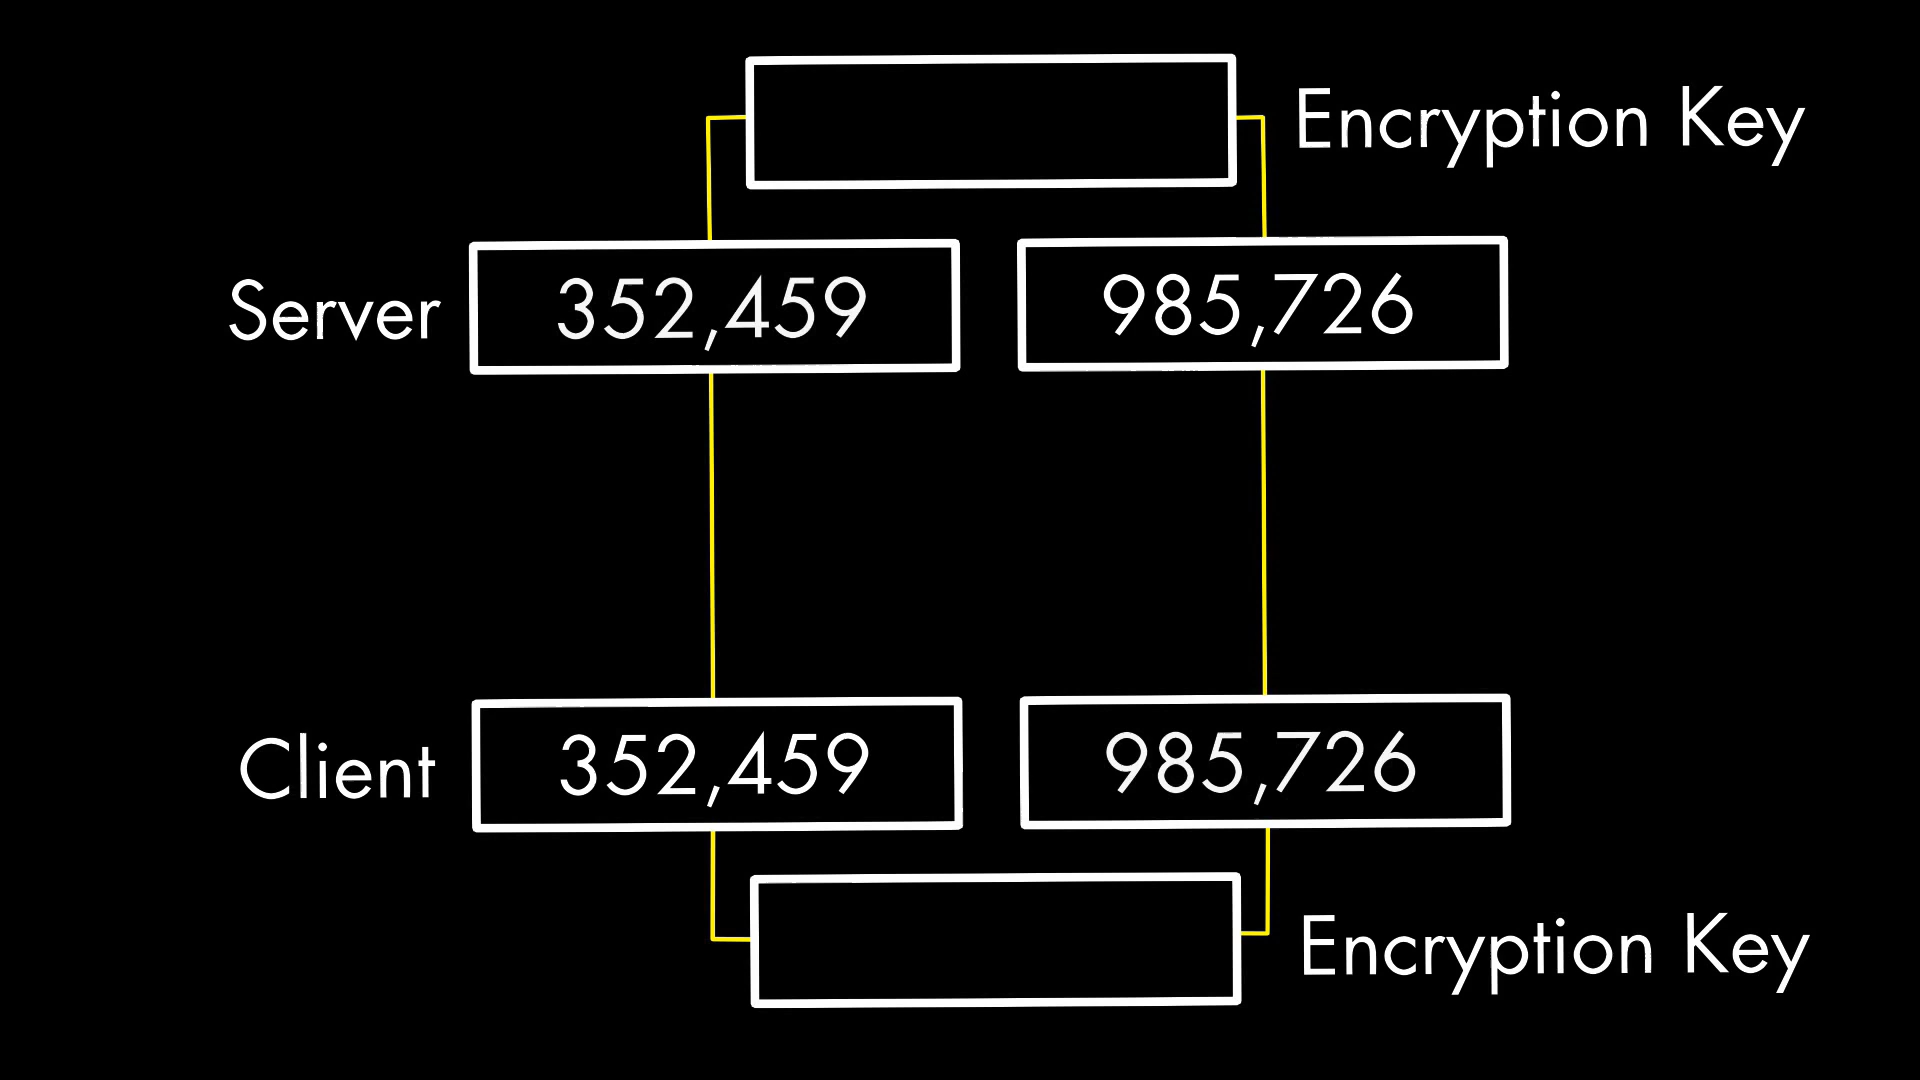 Encryption Key
Server 352,459 985,726
Client 352,459 985,726
Encryption Key